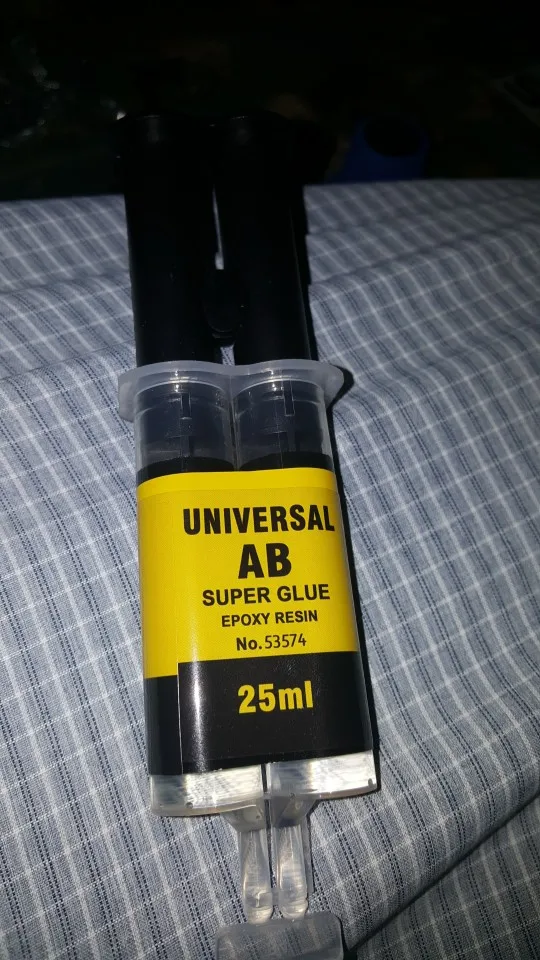 UNIVERSAL
AB
SUPER GLUE
EPOXY RESIN
No.53574
25ml